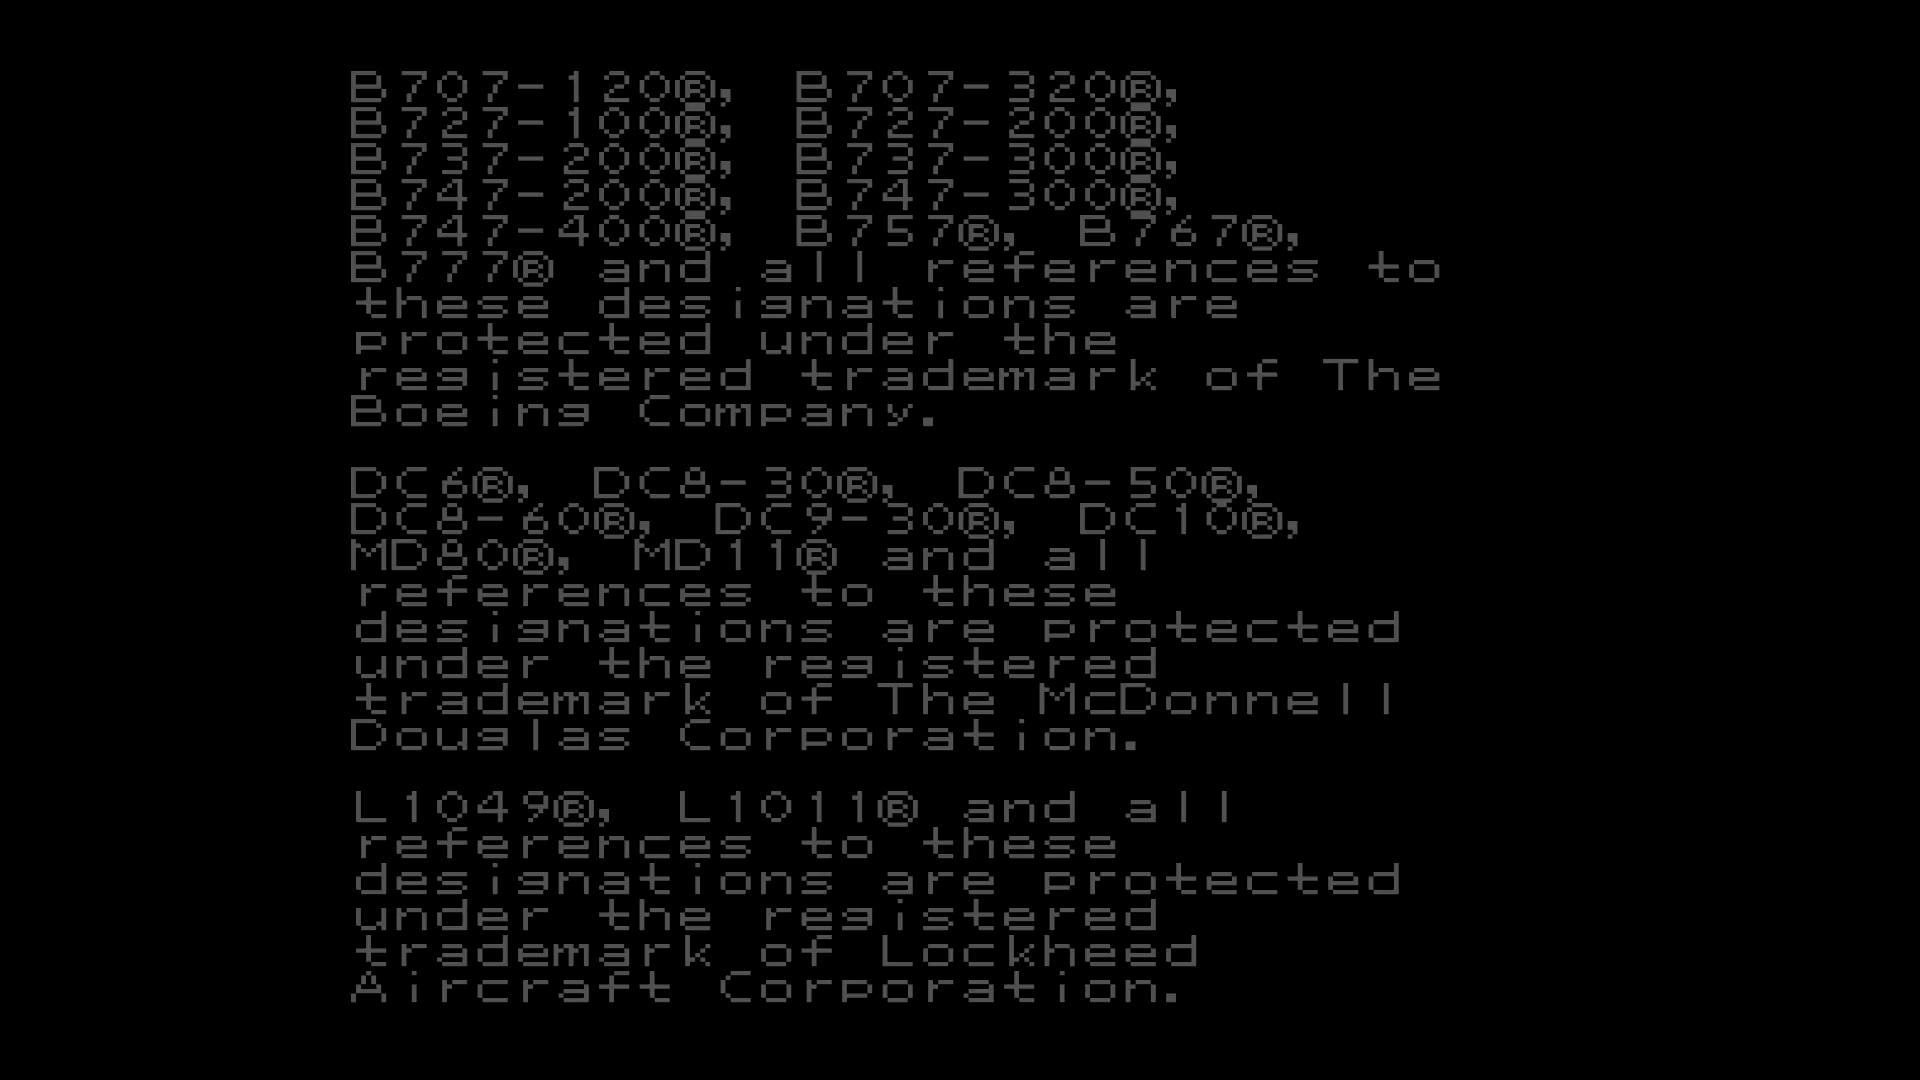 B707-120®, B707-320®,
B727-100®, B727-200®,
B737-200®, B737-300®,
B747-200®, B747-300®,
B747-400®, B757®, B767®,
B777® and all references to
these designations are
protected under the
registered trademark of The
Boeing Company.
DC6®, DC8-30®, DC8-50®,
DC8-60®, DC9-30®, DC10®,
MD80®, MD11® and all
references to these
designations are protected
under the registered
trademark of The McDonnell
Douglas Corporation.
L1049®, L1011® and all
references to these
designations are protected
under the registered
trademark of Lockheed
Aircraft Corporation.